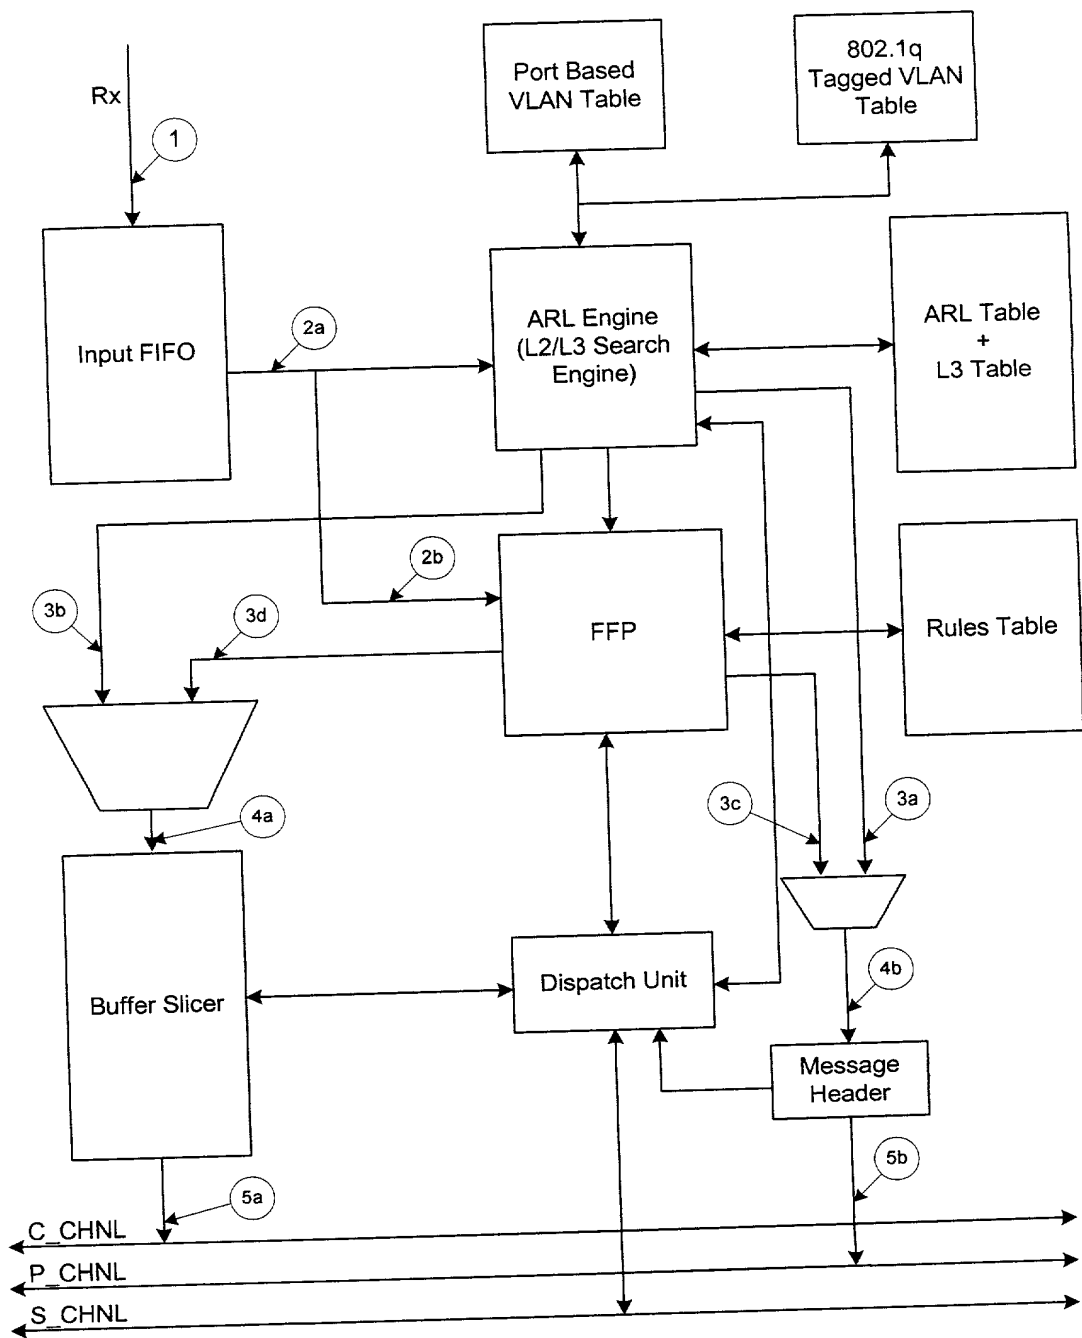 Rx
1
Port Based
VLAN Table
802.1q
Tagged VLAN
Table
Input FIFO
2a
ARL Engine
(L2/L3 Search
Engine)
ARL Table
+
L3 Table
2b
3b
3d
FFP
Rules Table
4a
3c
3a
Buffer Slicer
Dispatch Unit
4b
Message
Header
5a
5b
C_CHNL
P_CHNL
S_CHNL